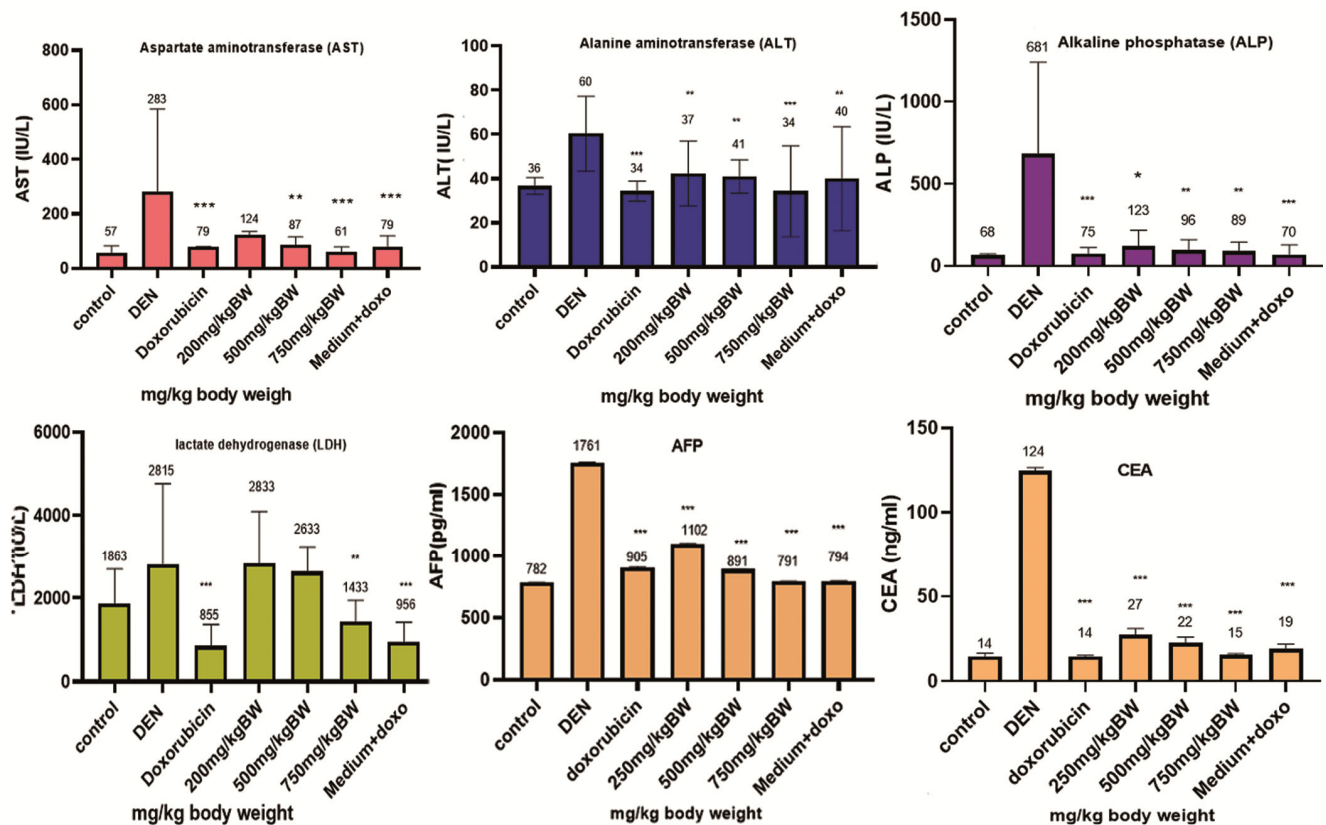 Aspartate aminotransferase (AST)
AST (IU/L)
800
600
400
200
0
57
283
***
79
124
**
87
***
61
***
79
control
DEN
Doxorubicin
200mg/kgBW
500mg/kgBW
750mg/kgBW
Medium+doxo
mg/kg body weigh
Alanine aminotransferase (ALT)
ALT( IU/L)
100
80
60
40
20
0
36
60
***
34
**
37
**
41
***
34
**
40
control
DEN
Doxorubicin
200mg/kgBW
500mg/kgBW
750mg/kgBW
Medium+doxo
mg/kg body weight
Alkaline phosphatase (ALP)
ALP (IU/L)
1500
1000
500
0
68
681
***
75
*
123
**
96
**
89
***
70
control
DEN
Doxorubicin
200mg/kgBW
500mg/kgBW
750mg/kgBW
Medium+doxo
mg/kg body weight
lactate dehydrogenase (LDH)
6000
4000
2000
0
1863
2815
***
855
2833
2633
**
1433
***
956
control
DEN
Doxorubicin
200mg/kgBW
500mg/kgBW
750mg/kgBW
Medium+doxo
mg/kg body weight
AFP
AFP(pg/ml)
2000
1500
1000
500
0
782
1761
***
905
***
1102
***
891
***
791
***
794
control
DEN
doxorubicin
250mg/kgBW
500mg/kgBW
750mg/kgBW
Medium+doxo
mg/kg body weight
CEA
CEA (ng/ml)
150
100
50
0
14
124
***
14
***
27
***
22
***
15
***
19
control
DEN
doxorubicin
250mg/kgBW
500mg/kgBW
750mg/kgBW
Medium+doxo
mg/kg body weight